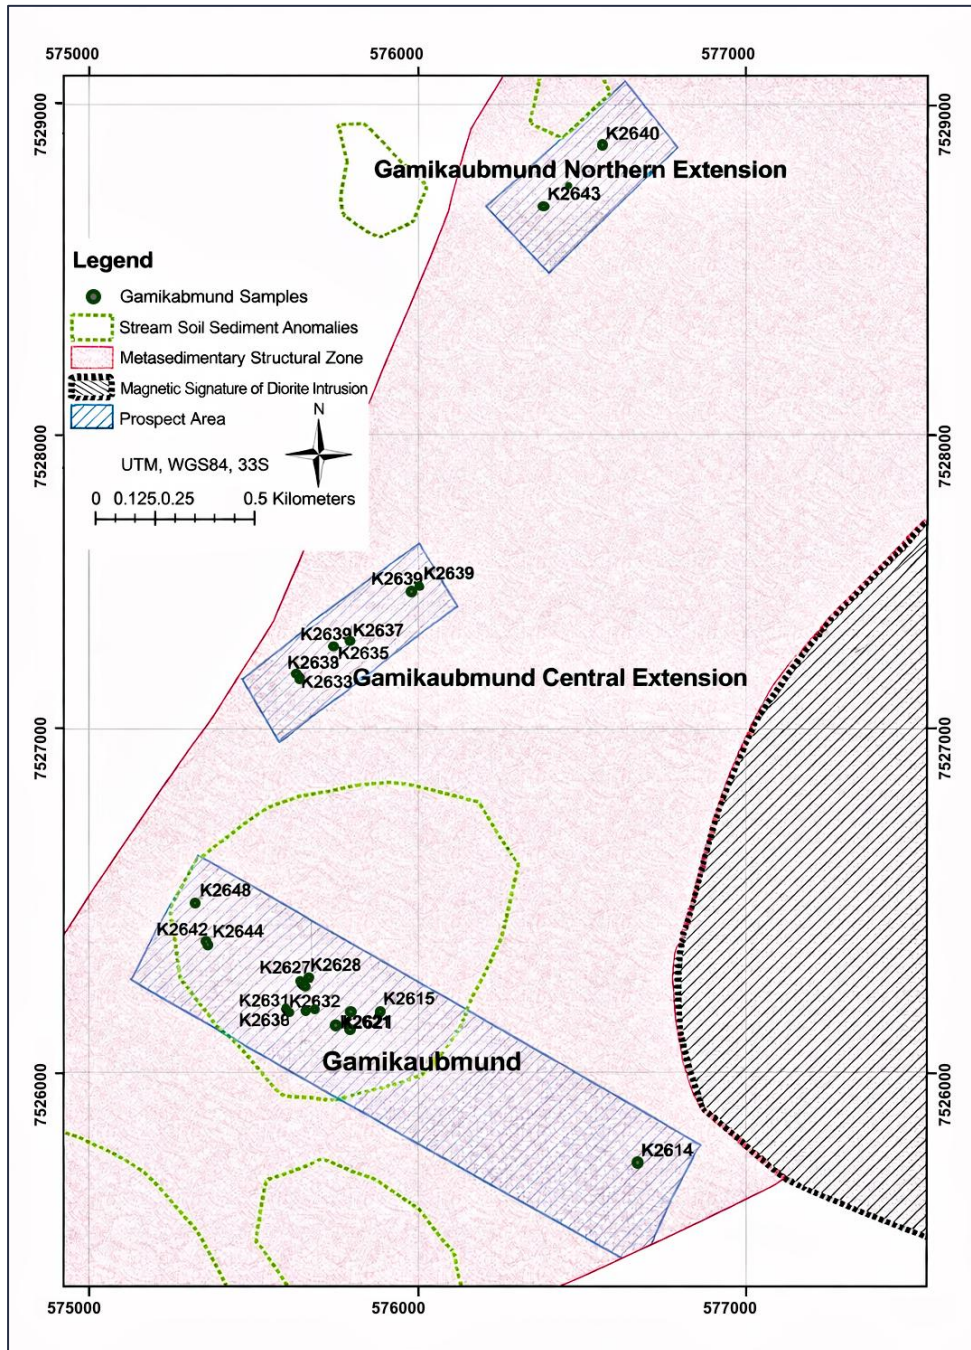 575000 576000 577000
7529000 7529000
K2640
Gamikaubmund Northern Extension
K2643
Legend
Gamikabmund Samples
Stream Soil Sediment Anomalies
Metasedimentary Structural Zone
Magnetic Signature of Diorite Intrusion
Prospect Area
N
UTM, WGS84, 33S
0 0.125.0.25 0.5 Kilometers
7528000 7528000
K2639 K2639
K2639 K2637
K2635
K2638
K2633
Gamikaubmund Central Extension
7527000 7527000
K2648
K2642 K2644
K2627 K2628
K2631 K2632 K2615
K2621
Gamikaubmund
7526000 7526000
K2614
575000 576000 577000